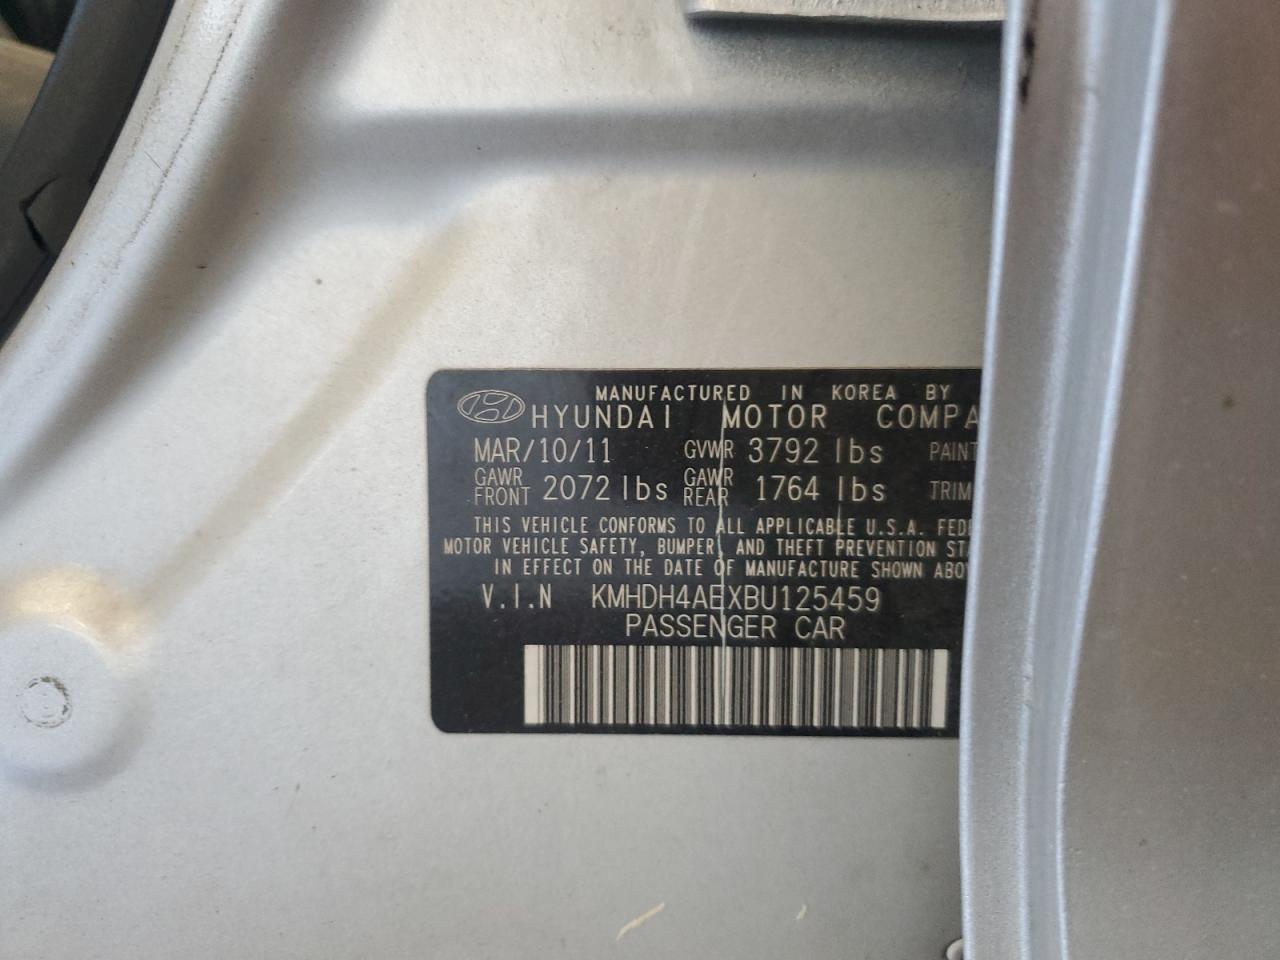 MANUFACTURED IN KOREA BY
HYUNDAI MOTOR COMPA
MAR/10/11 GVWR 3792 lbs PAINT
GAWR FRONT 2072 lbs GAWR REAR 1764 lbs TRIM
THIS VEHICLE CONFORMS TO ALL APPLICABLE U.S.A. FEDE
MOTOR VEHICLE SAFETY, BUMPER, AND THEFT PREVENTION STA
IN EFFECT ON THE DATE OF MANUFACTURE SHOWN ABO
V.I.N KMHDH4AEXBU125459
PASSENGER CAR